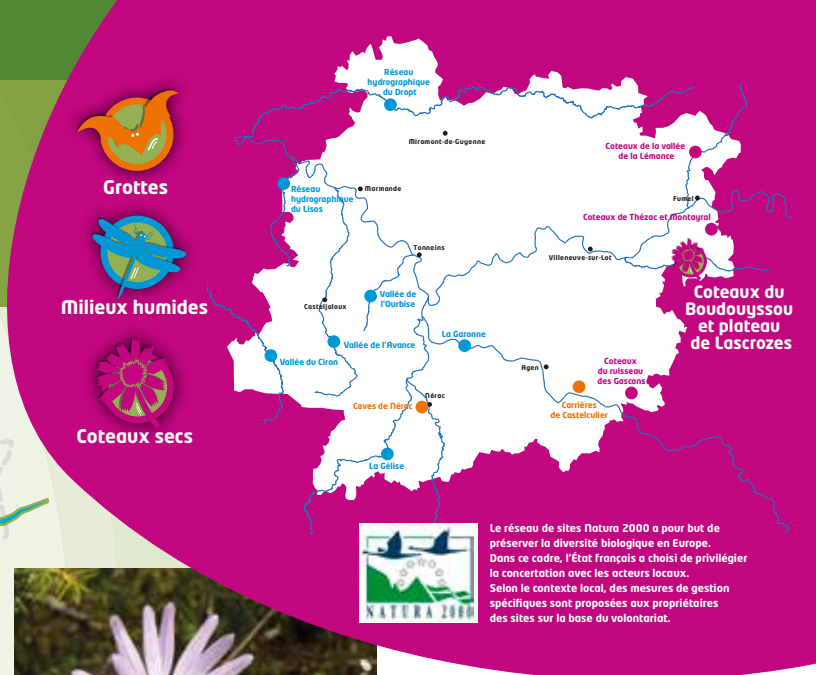 Grottes
Milieux humides
Coteaux secs
Réseau
hydrographique
du Dropt
Miramont-de-Guyenne
Coteaux de la vallée
de la Lémance
Réseau
hydrographique
du Lisos
Marmande
Fumel
Coteaux de Thézac et Montayral
Tonneins
Villeneuve-sur-Lot
Coteaux du
Boudouyssou
et plateau
de Lascrozes
Vallée de
l'Ourbise
Casteljaloux
Vallée de l'Avance
La Garonne
Vallée du Ciron
Agen
Coteaux
du ruisseau
des Gascons
Nérac
Caves de Nérac
Carrières
de Castelculier
La Gélise
NATURA 2000
Le réseau de sites Natura 2000 a pour but de
préserver la diversité biologique en Europe.
Dans ce cadre, l'État français a choisi de privilégier
la concertation avec les acteurs locaux.
Selon le contexte local, des mesures de gestion
spécifiques sont proposées aux propriétaires
des sites sur la base du volontariat.